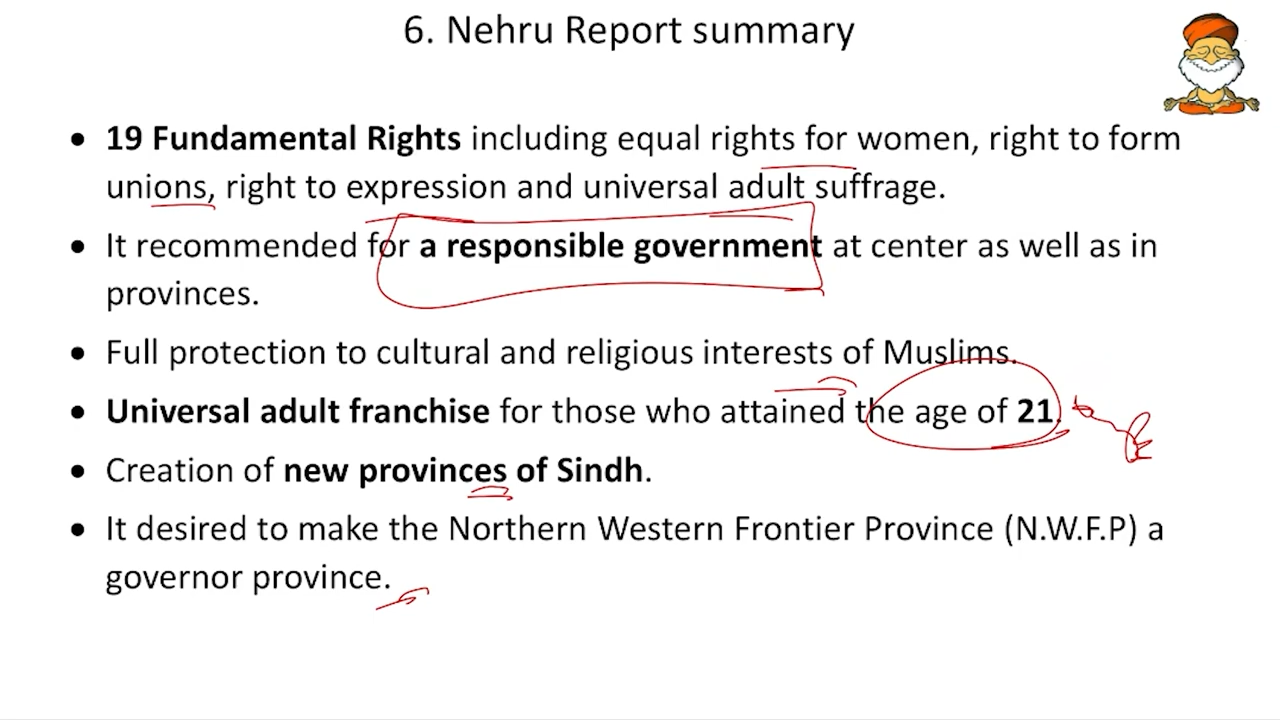 6. Nehru Report summary
• 19 Fundamental Rights including equal rights for women, right to form
unions, right to expression and universal adult suffrage.
• It recommended for a responsible government at center as well as in
provinces.
• Full protection to cultural and religious interests of Muslims.
• Universal adult franchise for those who attained the age of 21.
• Creation of new provinces of Sindh.
• It desired to make the Northern Western Frontier Province (N.W.F.P) a
governor province.